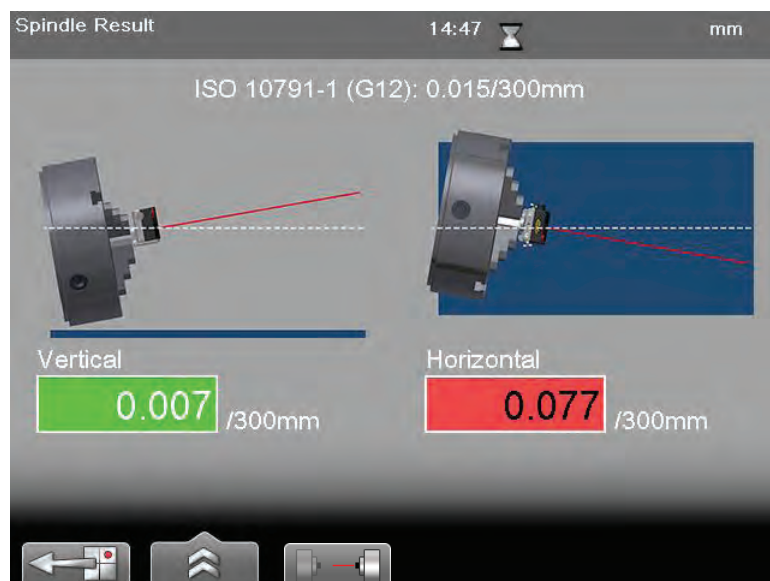 Spindle Result 14:47 mm
ISO 10791-1 (G12): 0.015/300mm
Vertical
0.007 /300mm
Horizontal
0.077 /300mm